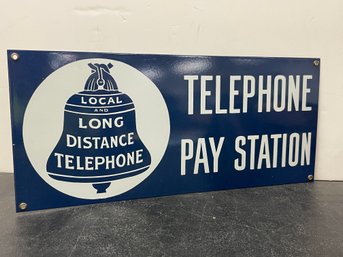 LOCAL
AND
LONG
DISTANCE
TELEPHONE
TELEPHONE
PAY STATION